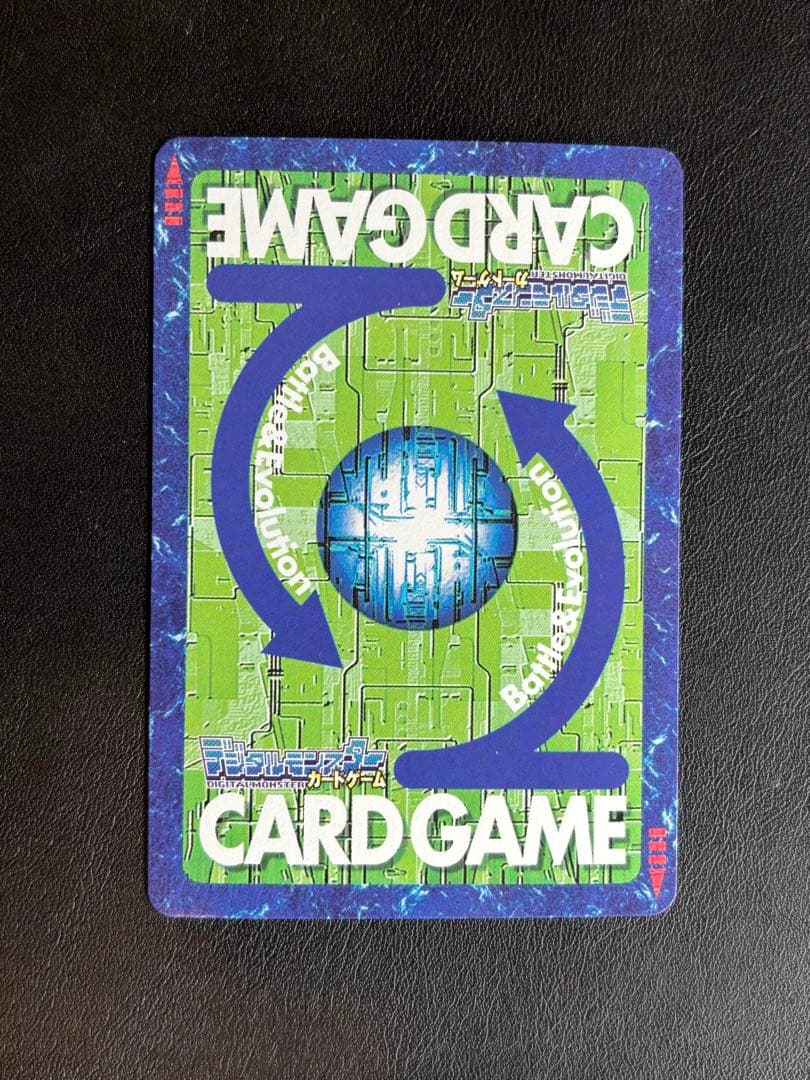 CARD GAME
デジタルモンスター
DIGITAL MONSTER
カードゲーム
Battle & Evolution
Battle & Evolution
デジタルモンスター
DIGITAL MONSTER
カードゲーム
CARD GAME